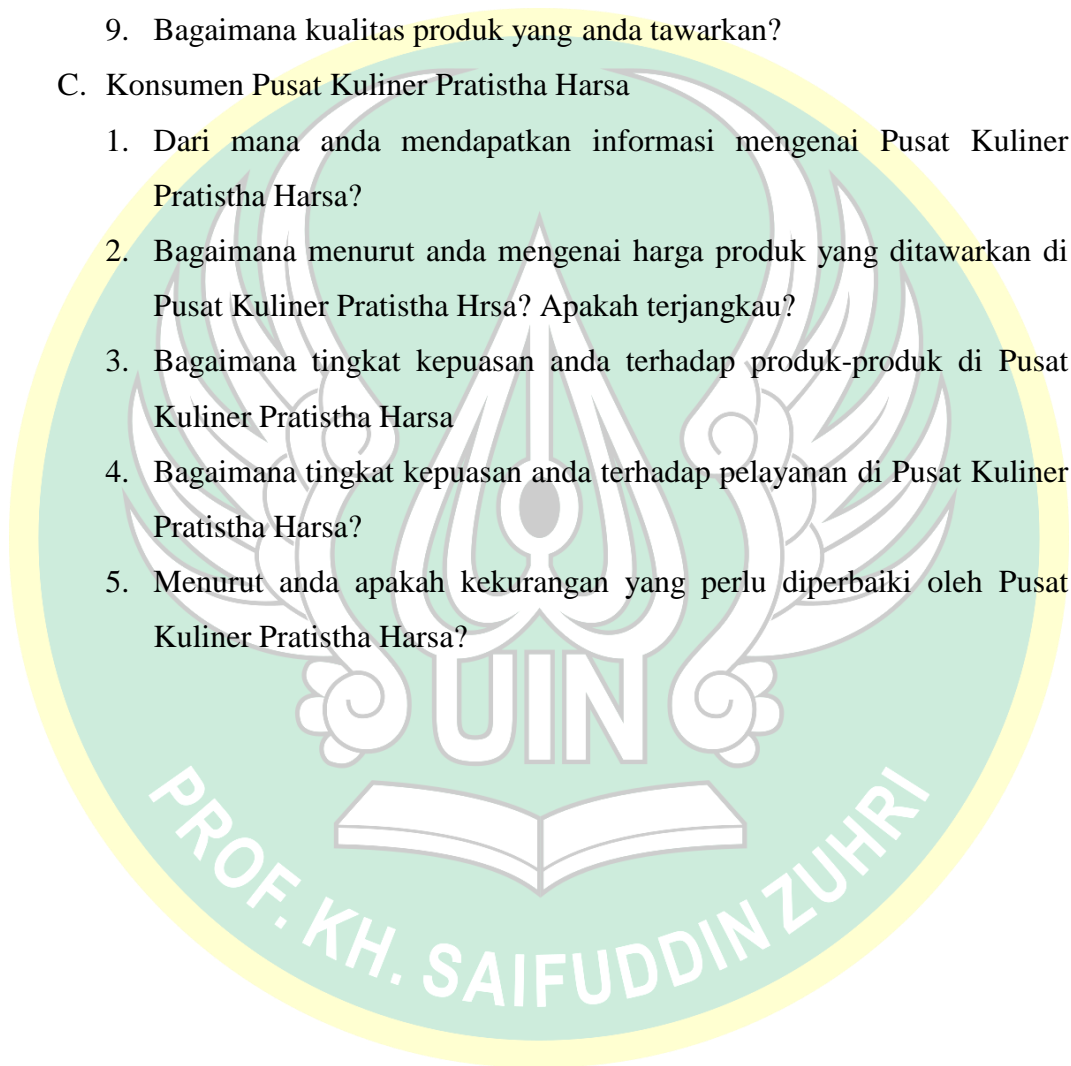 9. Bagaimana kualitas produk yang anda tawarkan?
C. Konsumen Pusat Kuliner Pratistha Harsa
1. Dari mana anda mendapatkan informasi mengenai Pusat Kuliner
Pratistha Harsa?
2. Bagaimana menurut anda mengenai harga produk yang ditawarkan di
Pusat Kuliner Pratistha Hrsa? Apakah terjangkau?
3. Bagaimana tingkat kepuasan anda terhadap produk-produk di Pusat
Kuliner Pratistha Harsa
4. Bagaimana tingkat kepuasan anda terhadap pelayanan di Pusat Kuliner
Pratistha Harsa?
5. Menurut anda apakah kekurangan yang perlu diperbaiki oleh Pusat
Kuliner Pratistha Harsa?
UIN
PROF. KH. SAIFUDDIN ZUHRI